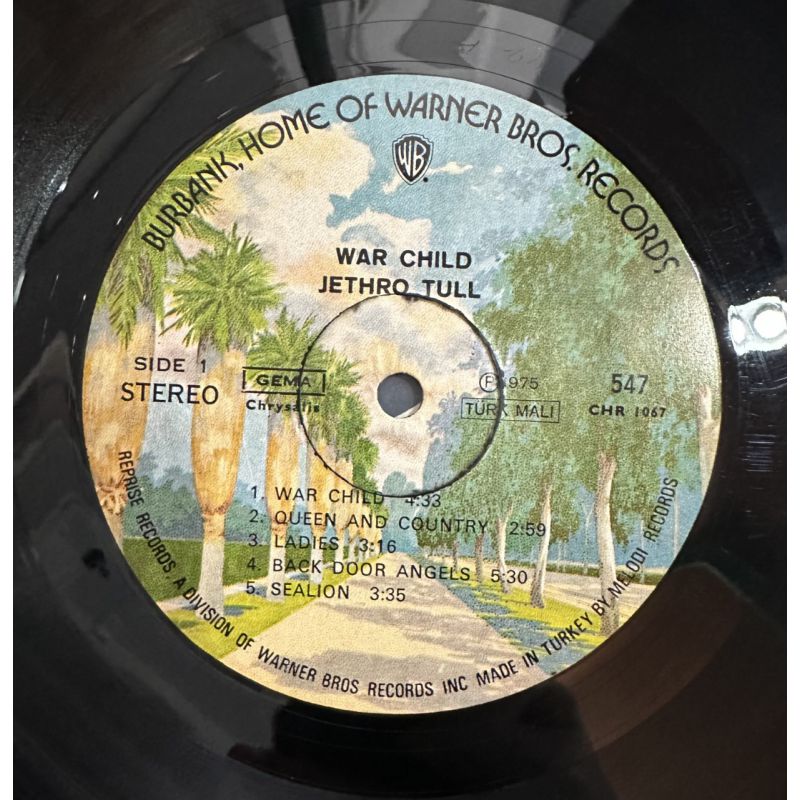 BURBANK, HOME OF WARNER BROS. RECORDS
WB
WAR CHILD
JETHRO TULL
SIDE 1
STEREO
GEMA
Chrysalis
Ⓟ 1975
TÜRK MALI
547
CHR 1067
1. WAR CHILD 4:33
2. QUEEN AND COUNTRY 2:59
3. LADIES 3:16
4. BACK-DOOR ANGELS 5:30
5. SEALION 3:35
REPRISE RECORDS. A DIVISION OF WARNER BROS RECORDS INC MADE IN TURKEY BY MELODI RECORDS